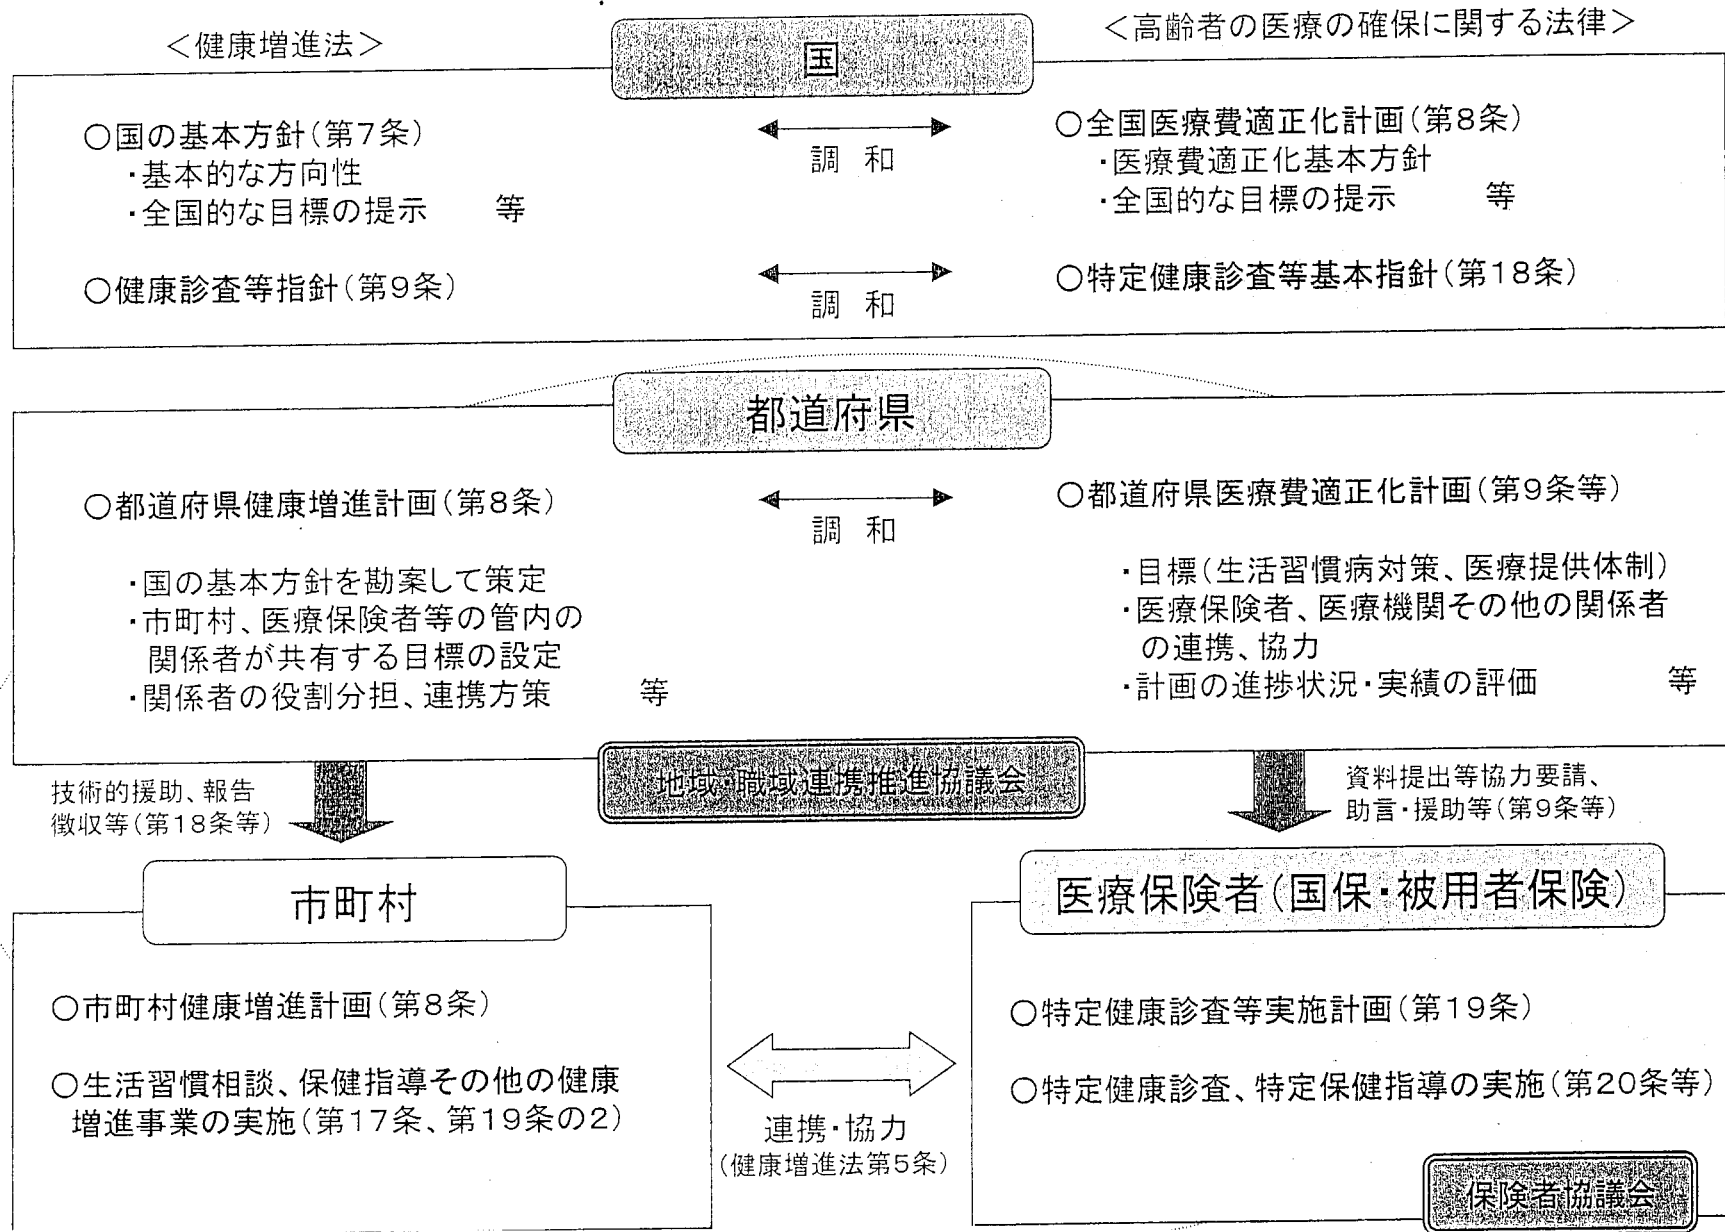 <健康増進法>
国
<高齢者の医療の確保に関する法律>
○国の基本方針(第7条)
・基本的な方向性
・全国的な目標の提示 等
調 和
○全国医療費適正化計画(第8条)
・医療費適正化基本方針
・全国的な目標の提示 等
○健康診査等指針(第9条)
調 和
○特定健康診査等基本指針(第18条)
都道府県
○都道府県健康増進計画(第8条)
・国の基本方針を勘案して策定
・市町村、医療保険者等の管内の
関係者が共有する目標の設定
・関係者の役割分担、連携方策 等
調 和
○都道府県医療費適正化計画(第9条等)
・目標(生活習慣病対策、医療提供体制)
・医療保険者、医療機関その他の関係者
の連携、協力
・計画の進捗状況・実績の評価 等
地域・職域連携推進協議会
技術的援助、報告
徴収等(第18条等)
資料提出等協力要請、
助言・援助等(第9条等)
市町村
○市町村健康増進計画(第8条)
○生活習慣相談、保健指導その他の健康
増進事業の実施(第17条、第19条の2)
連携・協力
(健康増進法第5条)
医療保険者(国保・被用者保険)
○特定健康診査等実施計画(第19条)
○特定健康診査、特定保健指導の実施(第20条等)
保険者協議会